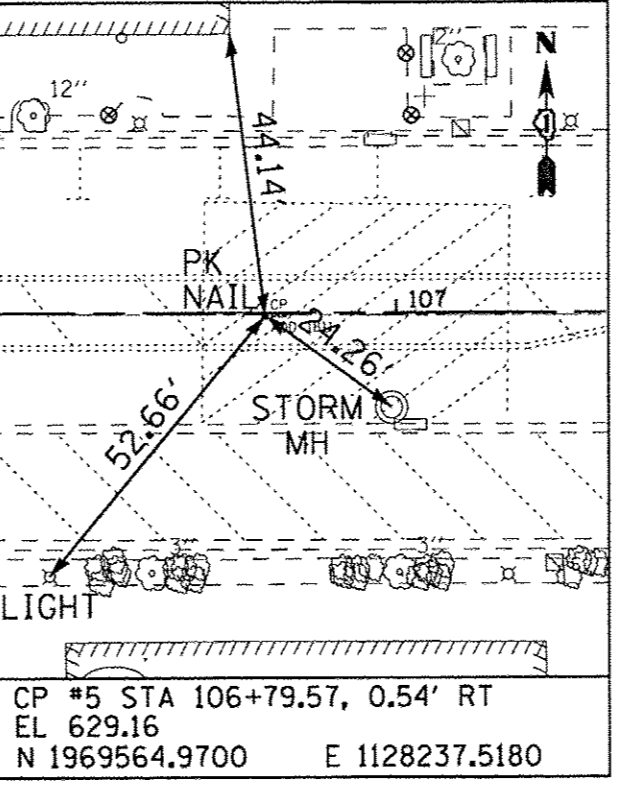 2''
N
12''
44.14'
PK
NAIL
CP
107
24.26'
52.66'
STORM
MH
3''
3''
LIGHT
CP #5 STA 106+79.57, 0.54' RT
EL 629.16
N 1969564.9700 E 1128237.5180